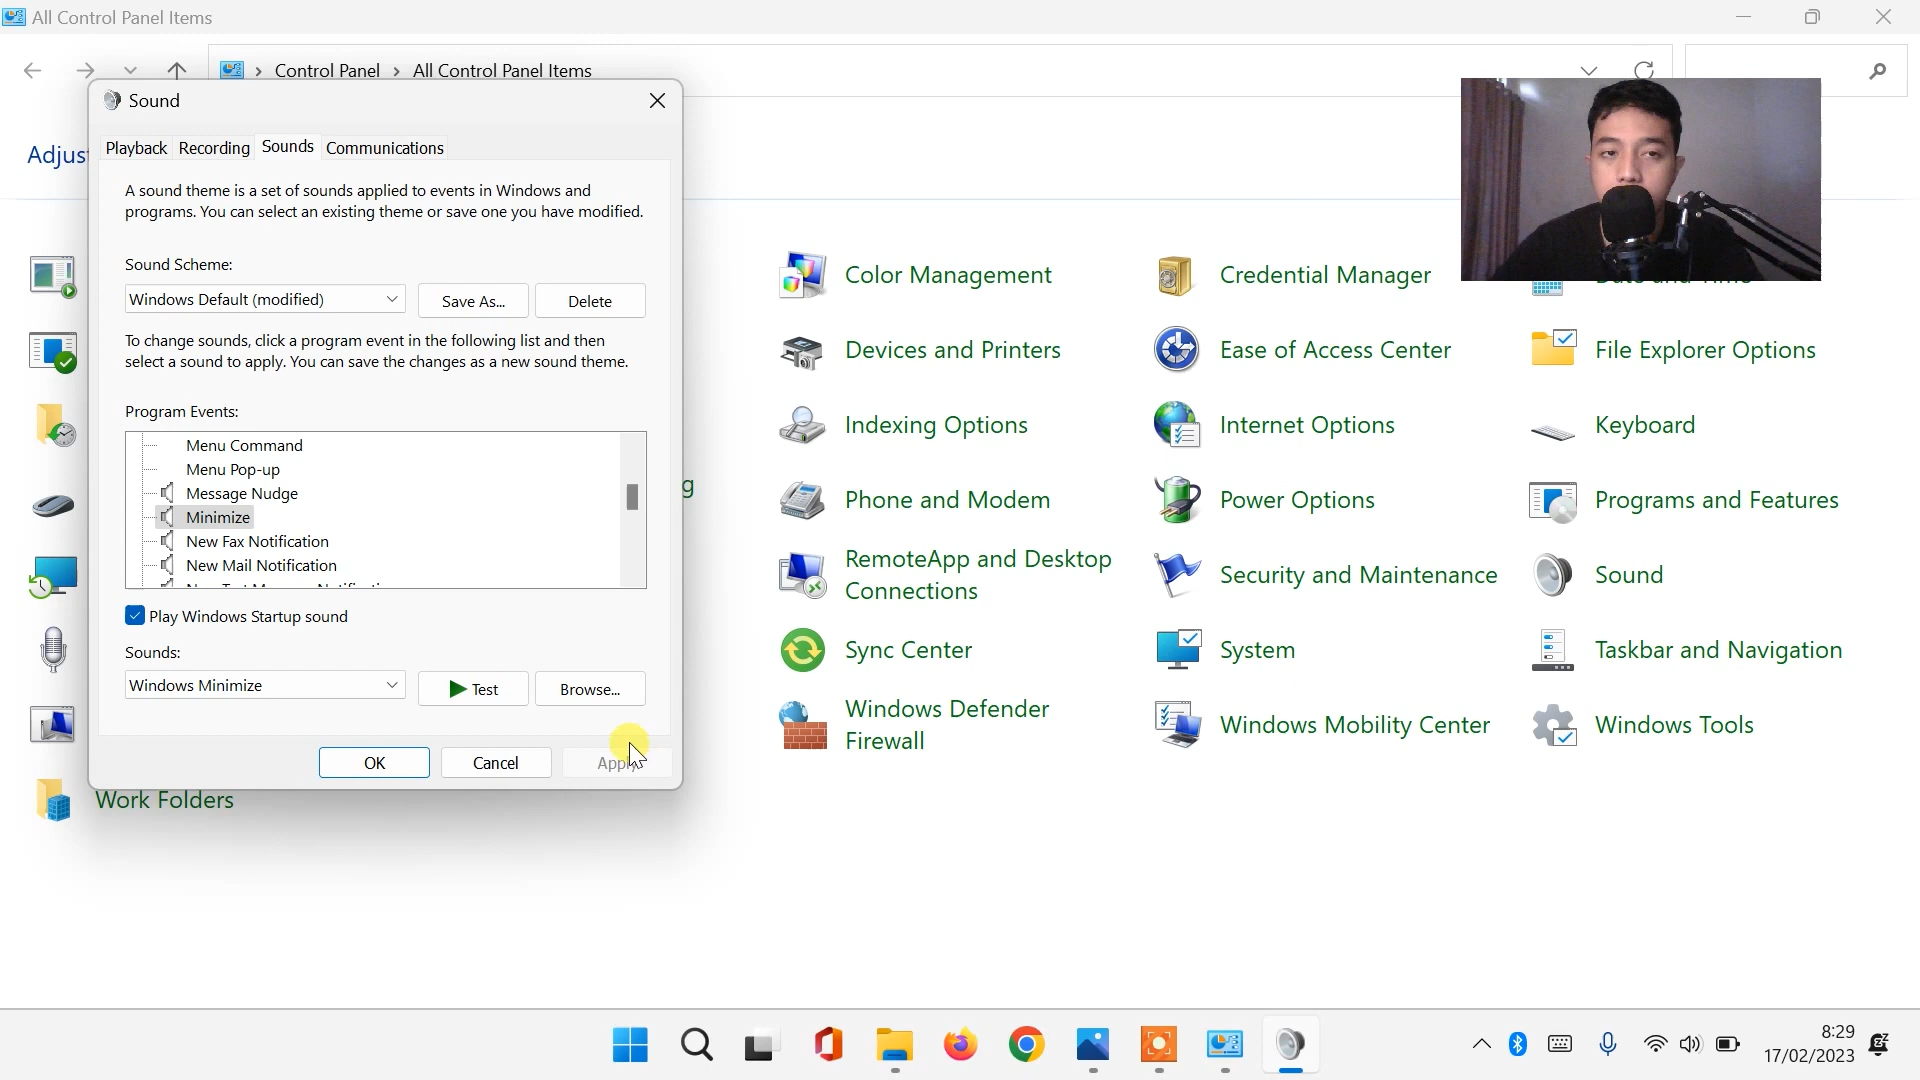 All Control Panel Items
Control Panel > All Control Panel Items
Sound
Adjus
Playback Recording Sounds Communications
A sound theme is a set of sounds applied to events in Windows and
programs. You can select an existing theme or save one you have modified.
Sound Scheme:
Windows Default (modified) Save As... Delete
To change sounds, click a program event in the following list and then
select a sound to apply. You can save the changes as a new sound theme.
Program Events:
Menu Command
Menu Pop-up
Message Nudge
Minimize
New Fax Notification
New Mail Notification
Play Windows Startup sound
Sounds:
Windows Minimize Test Browse...
OK Cancel Apply
g
Work Folders
Color Management
Credential Manager
Devices and Printers
Ease of Access Center
File Explorer Options
Indexing Options
Internet Options
Keyboard
Phone and Modem
Power Options
Programs and Features
RemoteApp and Desktop
Connections
Security and Maintenance
Sound
Sync Center
System
Taskbar and Navigation
Windows Defender
Firewall
Windows Mobility Center
Windows Tools
8:29
17/02/2023